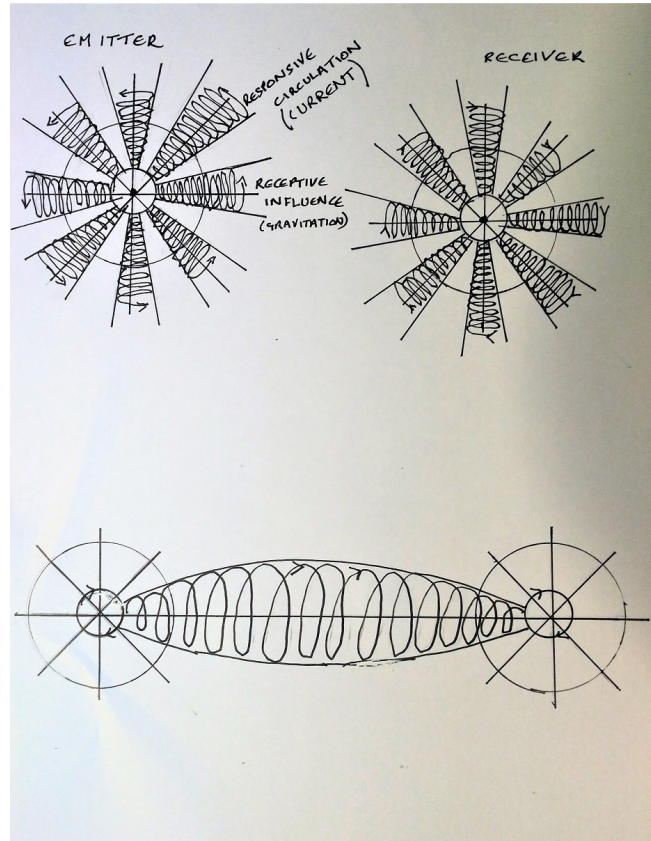 EMITTER
RESPONSIVE
CIRCULATION
(CURRENT)
RECEPTIVE
INFLUENCE
(GRAVITATION)
RECEIVER